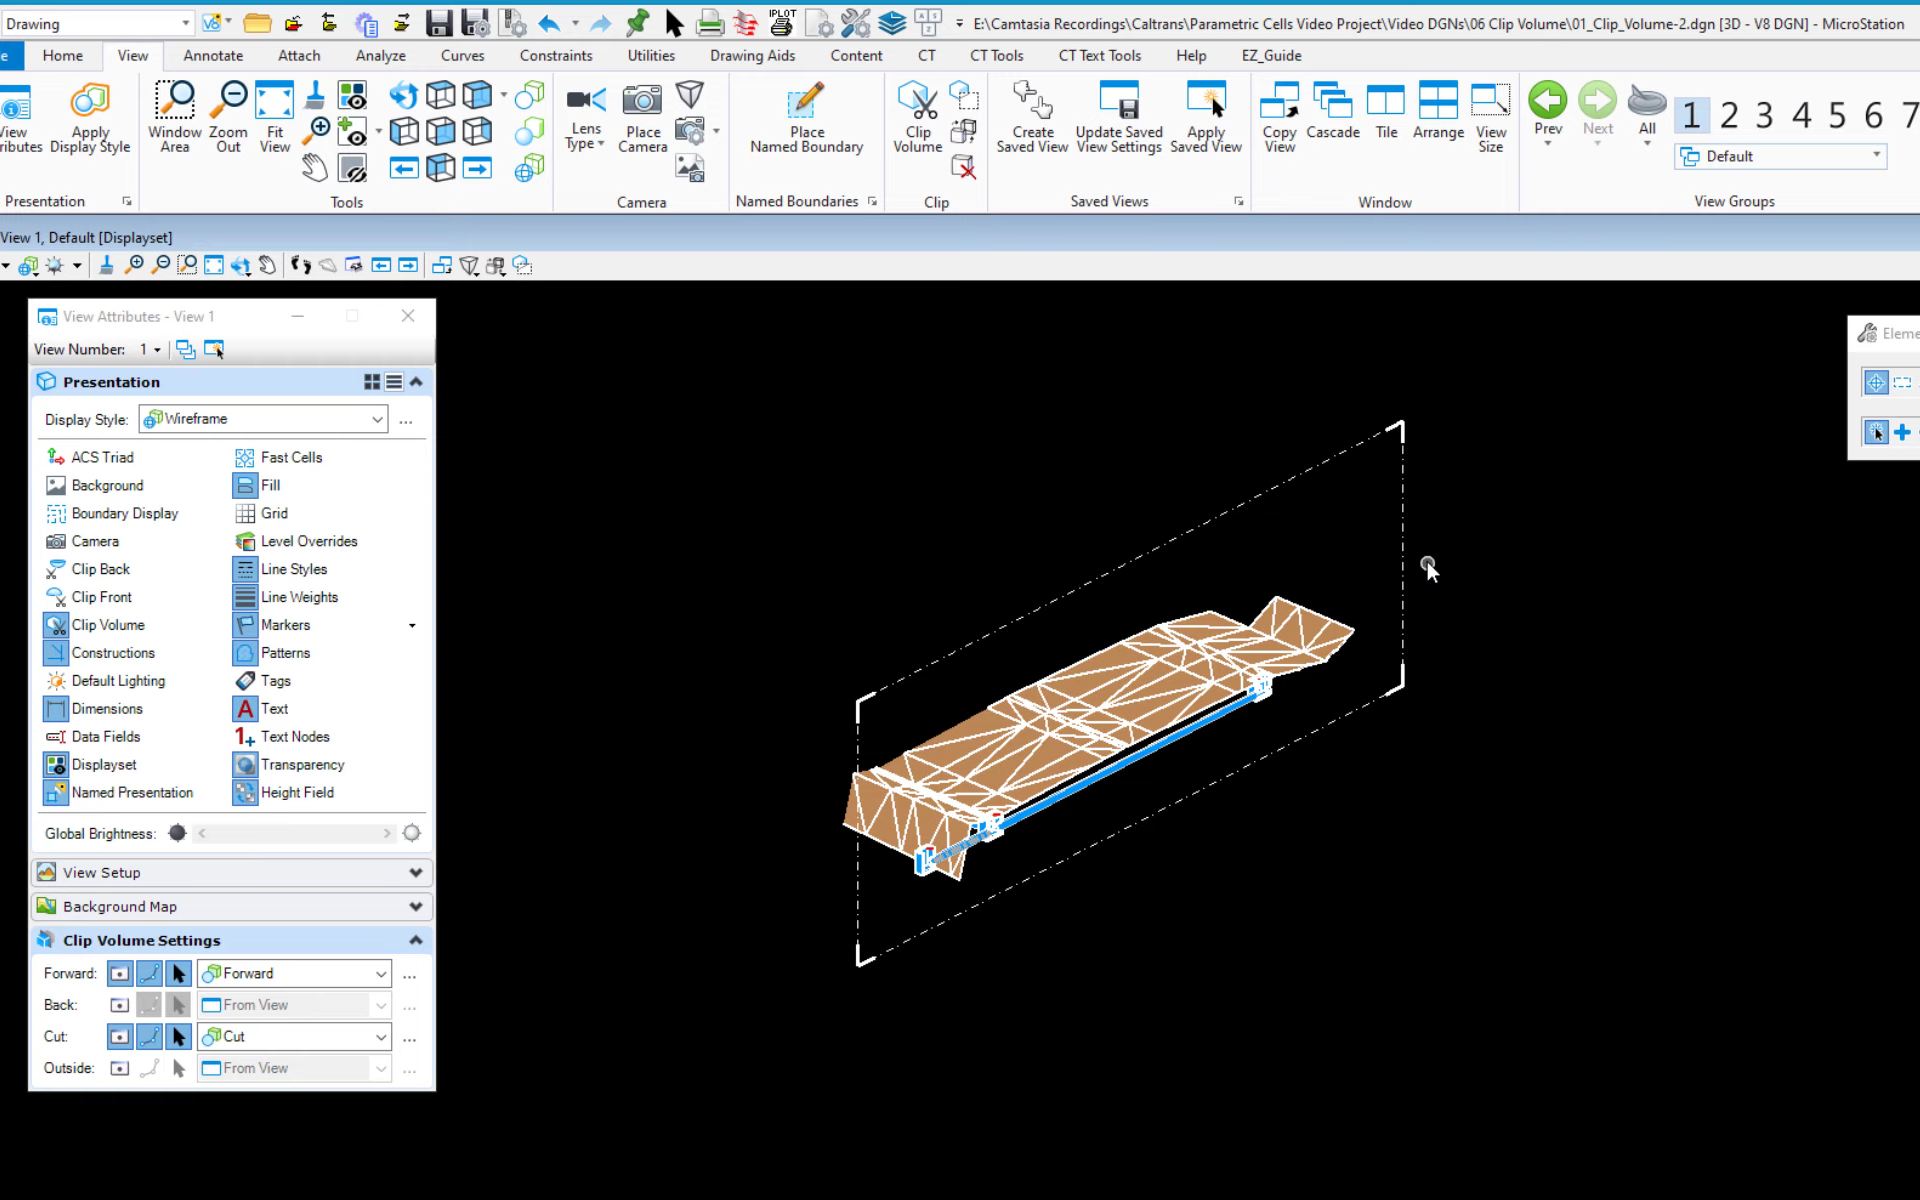 Drawing
IPLOT
E:\Camtasia Recordings\Caltrans\Parametric Cells Video Project\Video DGNs\06 Clip Volume\01_Clip_Volume-2.dgn [3D - V8 DGN] - MicroStation
e Home View Annotate Attach Analyze Curves Constraints Utilities Drawing Aids Content CT CT Tools CT Text Tools Help EZ_Guide
View ributes
Apply Display Style
Window Area
Zoom Out
Fit View
Lens Type
Place Camera
Place Named Boundary
Clip Volume
Create Saved View
Update Saved View Settings
Apply Saved View
Copy View
Cascade
Tile
Arrange
View Size
Prev
Next
All
1 2 3 4 5 6 7
Default
Presentation Tools Camera Named Boundaries Clip Saved Views Window View Groups
View 1, Default [Displayset]
View Attributes - View 1
View Number: 1
Presentation
Display Style: Wireframe ...
ACS Triad Fast Cells
Background Fill
Boundary Display Grid
Camera Level Overrides
Clip Back Line Styles
Clip Front Line Weights
Clip Volume Markers
Constructions Patterns
Default Lighting Tags
Dimensions Text
Data Fields Text Nodes
Displayset Transparency
Named Presentation Height Field
Global Brightness:
View Setup
Background Map
Clip Volume Settings
Forward: Forward ...
Back: From View ...
Cut: Cut ...
Outside: From View ...
Eleme